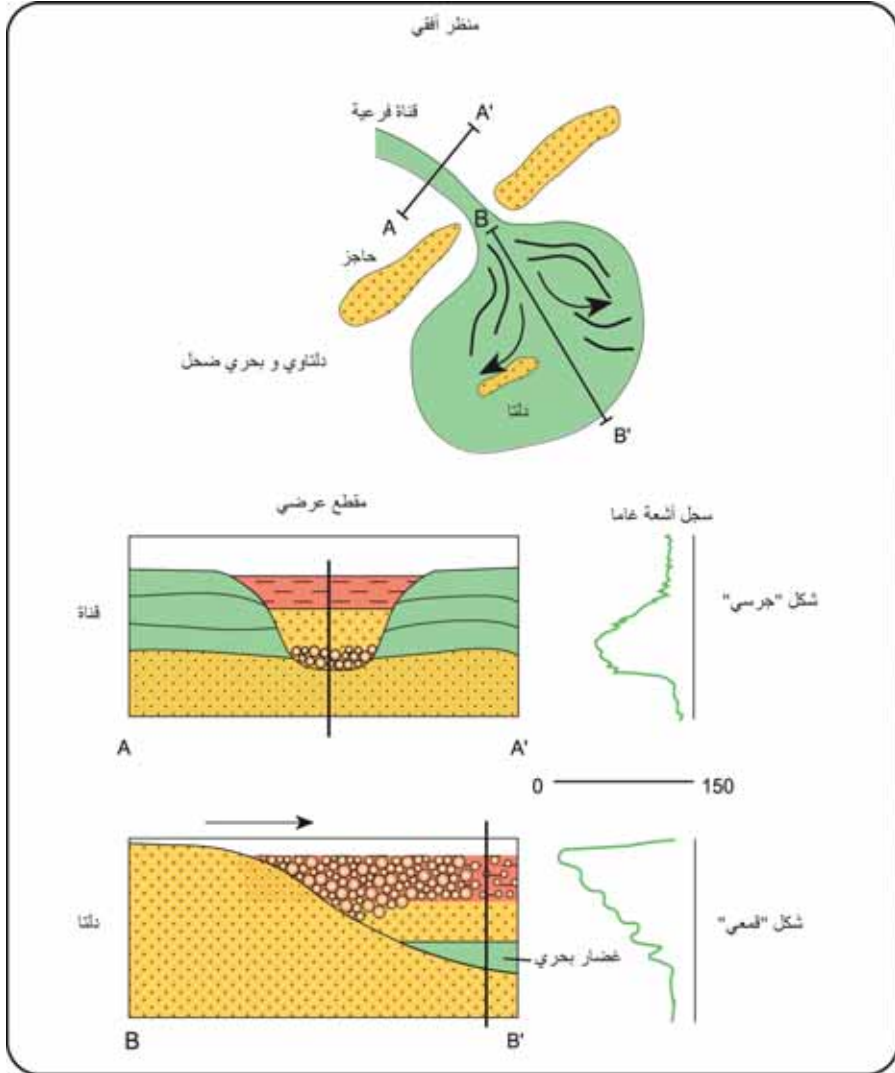 منظر أفقي
قناة فرعية
A'
A
B
حاجز
دلتاوي و بحري ضحل
دلتا
B'
مقطع عرضي
سجل أشعة غاما
قناة
شكل "جرسي"
A
A'
0
150
دلتا
شكل "قمعي"
غضار بحري
B
B'